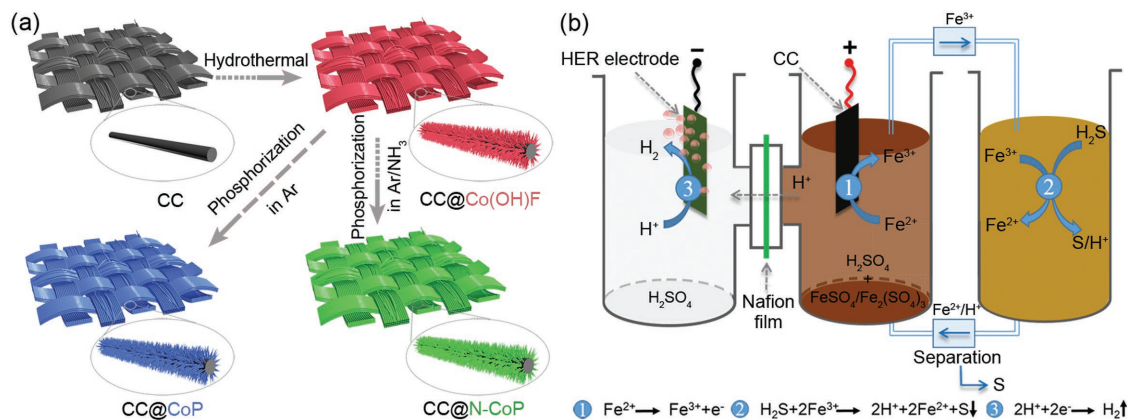 (a)
Hydrothermal
CC
Phosphorization
in Ar
Phosphorization
in Ar/NH₃
CC@Co(OH)F
CC@CoP
CC@N-CoP
(b)
HER electrode
−
CC
+
Fe³⁺
H₂
3
H⁺
H⁺
1
Fe³⁺
Fe²⁺
H₂S
Fe³⁺
2
Fe²⁺
S/H⁺
H₂SO₄
Nafion
film
H₂SO₄
+
FeSO₄/Fe₂(SO₄)₃
Fe²⁺/H⁺
Separation
S
1 Fe²⁺→Fe³⁺+e⁻ 2 H₂S+2Fe³⁺→2H⁺+2Fe²⁺+S↓ 3 2H⁺+2e⁻→H₂↑